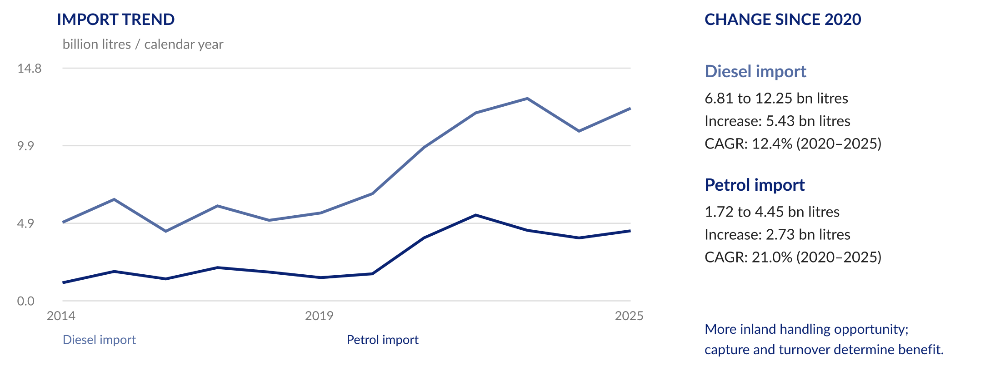 IMPORT TREND
billion litres / calendar year
14.8
9.9
4.9
0.0
2014
2019
2025
Diesel import
Petrol import
CHANGE SINCE 2020
Diesel import
6.81 to 12.25 bn litres
Increase: 5.43 bn litres
CAGR: 12.4% (2020–2025)
Petrol import
1.72 to 4.45 bn litres
Increase: 2.73 bn litres
CAGR: 21.0% (2020–2025)
More inland handling opportunity;
capture and turnover determine benefit.